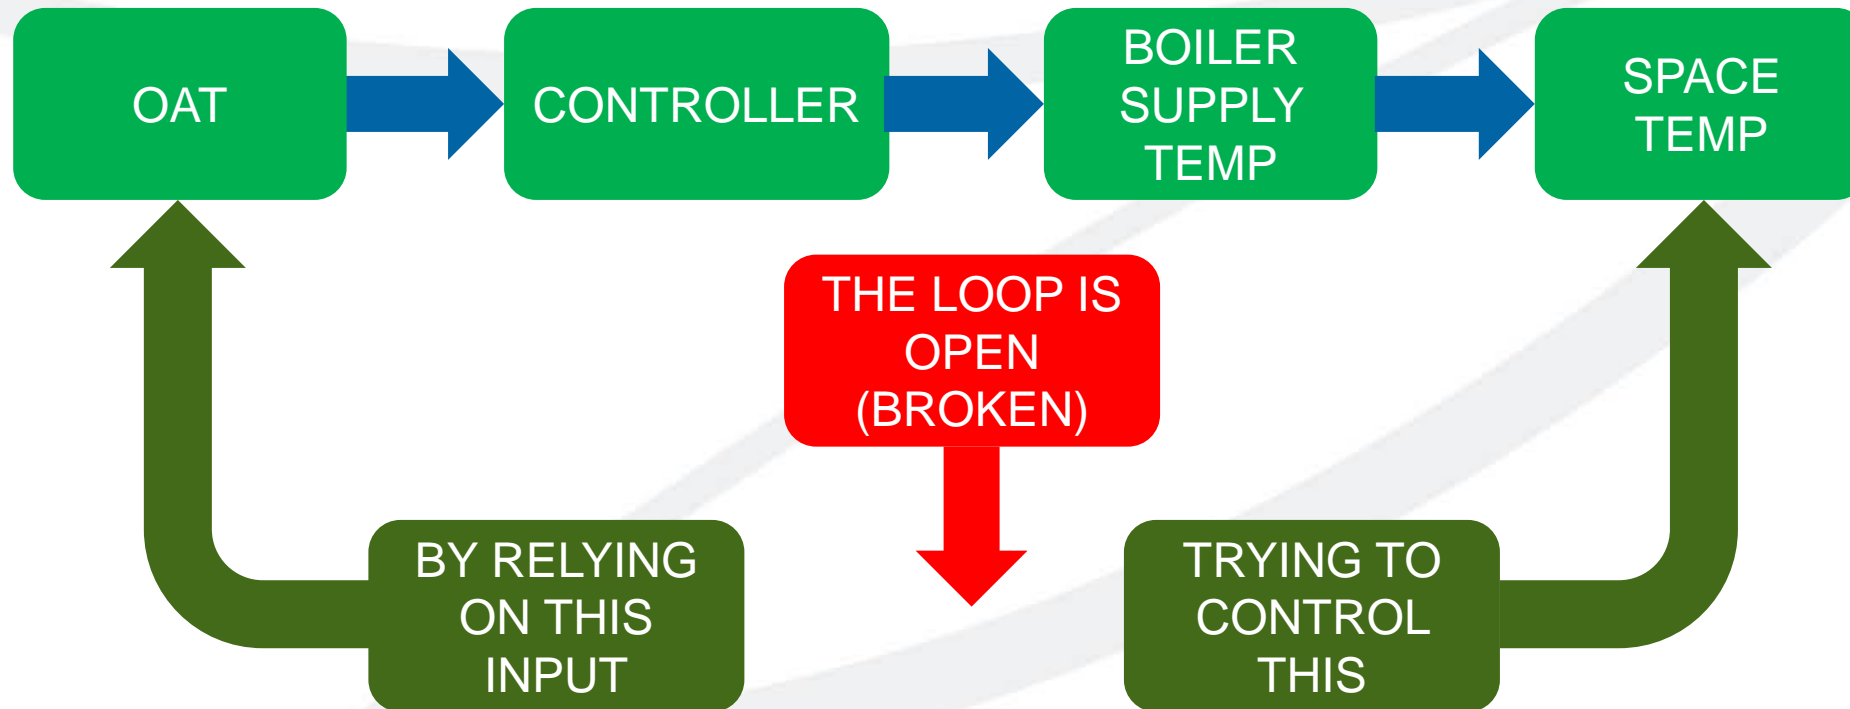 OAT
CONTROLLER
BOILER
SUPPLY
TEMP
SPACE
TEMP
THE LOOP IS
OPEN
(BROKEN)
BY RELYING
ON THIS
INPUT
TRYING TO
CONTROL
THIS